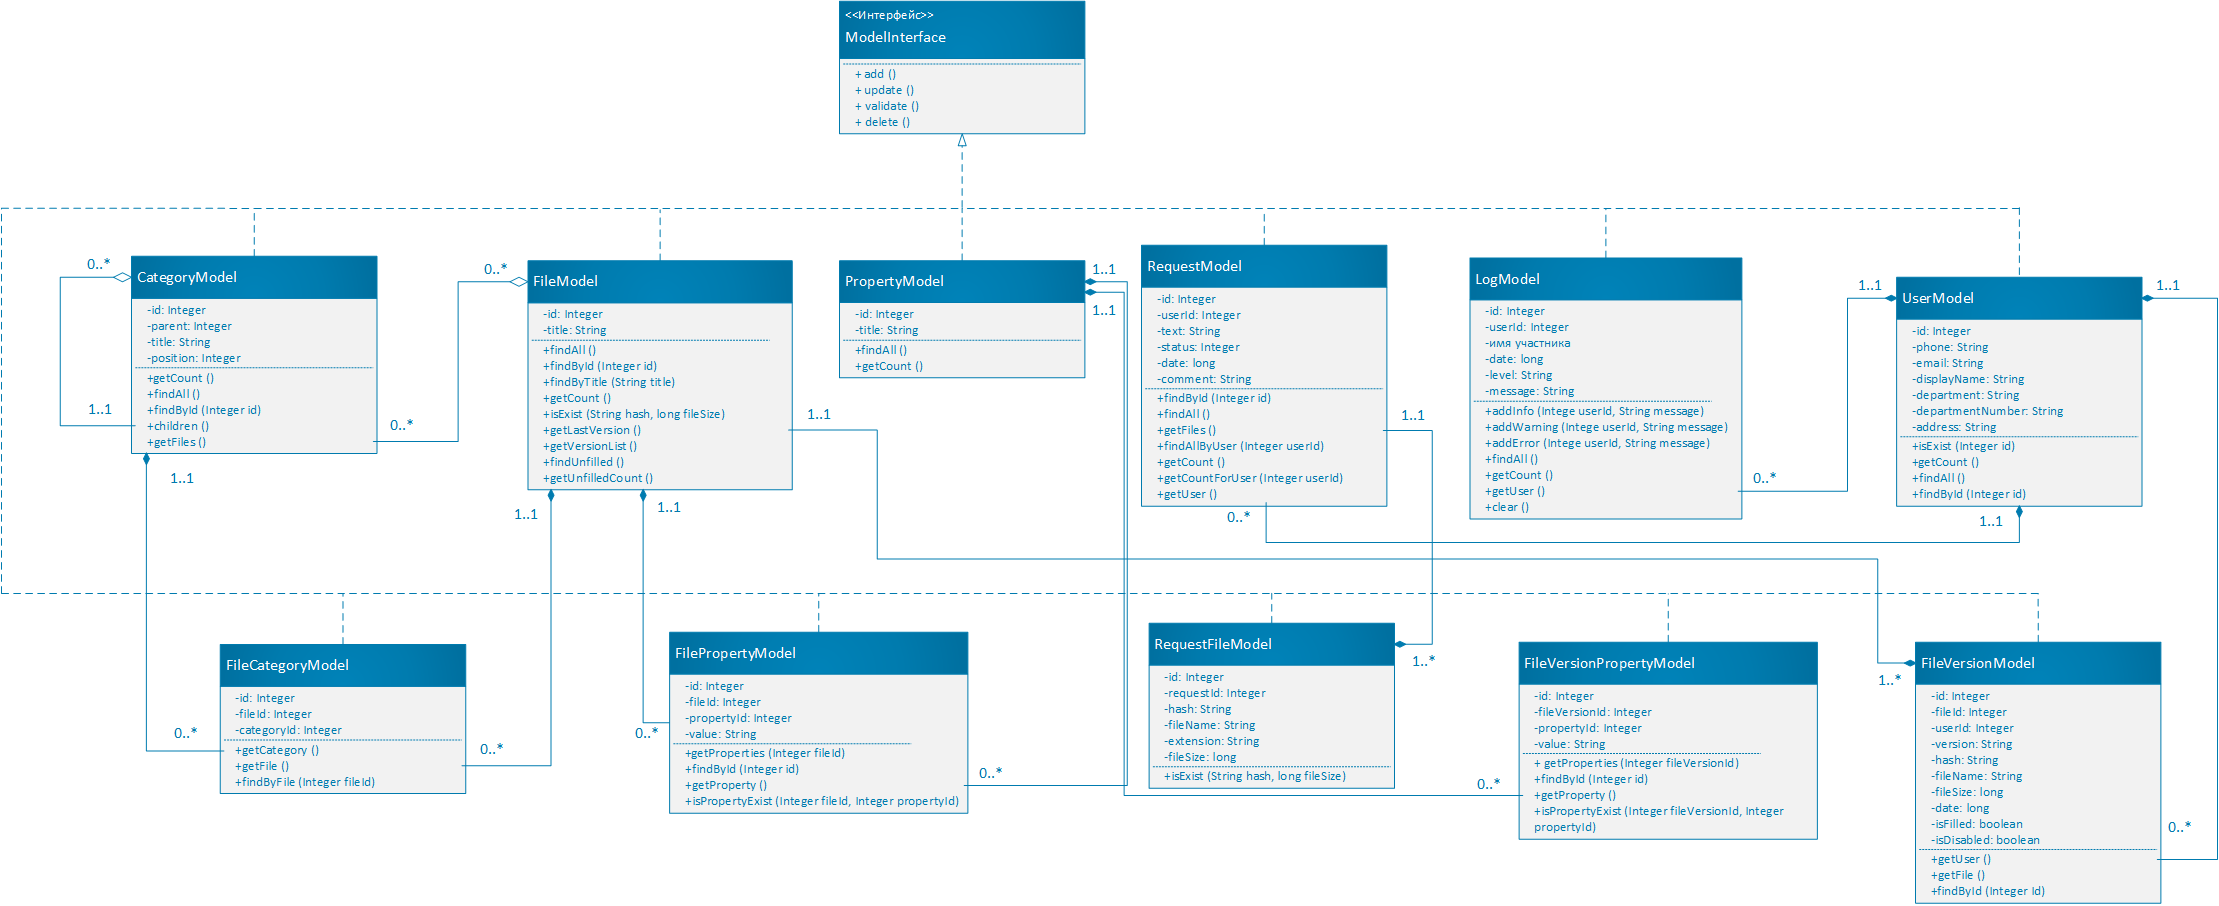 <<Интерфейс>>
ModelInterface
+ add ()
+ update ()
+ validate ()
+ delete ()
0..*
CategoryModel
-id: Integer
-parent: Integer
-title: String
-position: Integer
+getCount ()
+findAll ()
+findById (Integer id)
+children ()
+getFiles ()
1..1
0..*
1..1
0..*
FileModel
-id: Integer
-title: String
+findAll ()
+findById (Integer id)
+findByTitle (String title)
+getCount ()
+isExist (String hash, long fileSize)
+getLastVersion ()
+getVersionList ()
+findUnfilled ()
+getUnfilledCount ()
1..1
1..1
1..1
PropertyModel
-id: Integer
-title: String
+findAll ()
+getCount ()
1..1
1..1
RequestModel
-id: Integer
-userId: Integer
-text: String
-status: Integer
-date: long
-comment: String
+findById (Integer id)
+findAll ()
+getFiles ()
+findAllByUser (Integer userId)
+getCount ()
+getCountForUser (Integer userId)
+getUser ()
1..1
0..*
LogModel
-id: Integer
-userId: Integer
-имя участника
-date: long
-level: String
-message: String
+addInfo (Intege userId, String message)
+addWarning (Intege userId, String message)
+addError (Intege userId, String message)
+findAll ()
+getCount ()
+getUser ()
+clear ()
0..*
1..1
UserModel
-id: Integer
-phone: String
-email: String
-displayName: String
-department: String
-departmentNumber: String
-address: String
+isExist (Integer id)
+getCount ()
+findAll ()
+findById (Integer id)
1..1
1..1
FileCategoryModel
-id: Integer
-fileId: Integer
-categoryId: Integer
+getCategory ()
+getFile ()
+findByFile (Integer fileId)
0..*
0..*
FilePropertyModel
-id: Integer
-fileId: Integer
-propertyId: Integer
-value: String
+getProperties (Integer fileId)
+findById (Integer id)
+getProperty ()
+isPropertyExist (Integer fileId, Integer propertyId)
0..*
0..*
RequestFileModel
-id: Integer
-requestId: Integer
-hash: String
-fileName: String
-extension: String
-fileSize: long
+isExist (String hash, long fileSize)
1..*
FileVersionPropertyModel
-id: Integer
-fileVersionId: Integer
-propertyId: Integer
-value: String
+ getProperties (Integer fileVersionId)
+findById (Integer id)
+getProperty ()
+isPropertyExist (Integer fileVersionId, Integer
propertyId)
0..*
1..*
FileVersionModel
-id: Integer
-fileId: Integer
-userId: Integer
-version: String
-hash: String
-fileName: String
-fileSize: long
-date: long
-isFilled: boolean
-isDisabled: boolean
+getUser ()
+getFile ()
+findById (Integer Id)
0..*